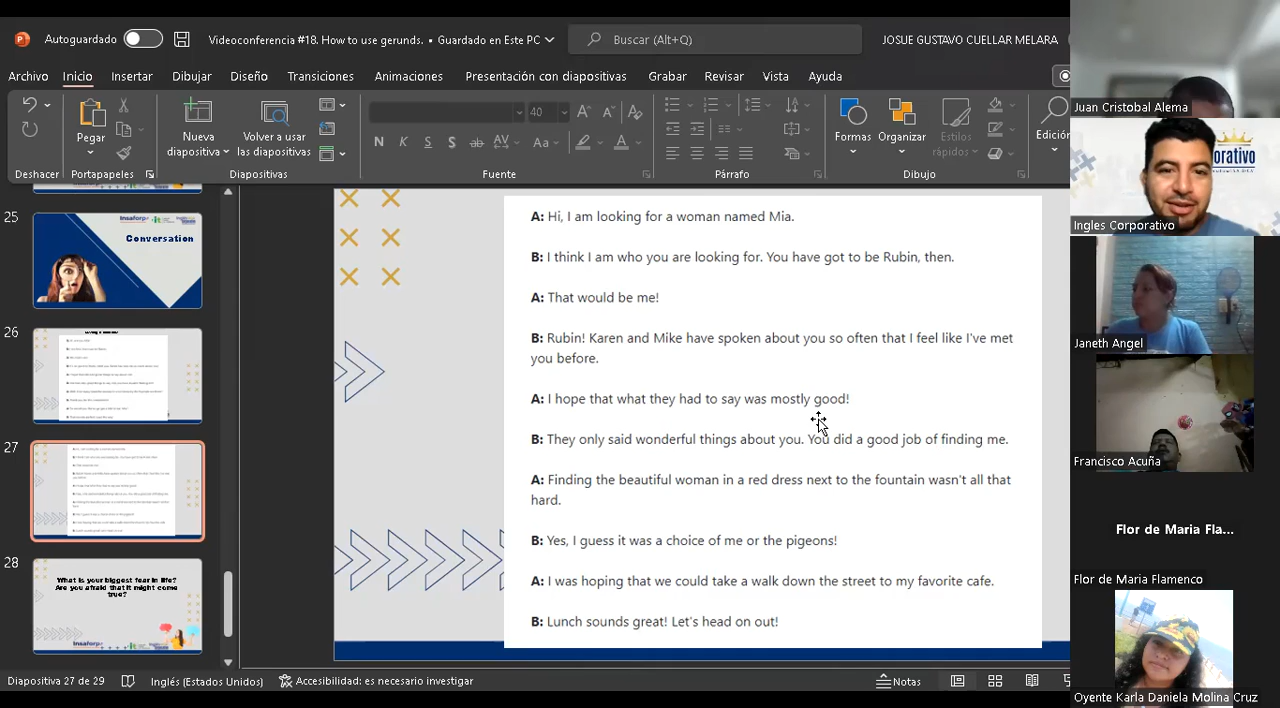 Autoguardado
Videoconferencia #18. How to use gerunds. • Guardado en Este PC
Buscar (Alt+Q)
JOSUE GUSTAVO CUELLAR MELARA
Archivo Inicio Insertar Dibujar Diseño Transiciones Animaciones Presentación con diapositivas Grabar Revisar Vista Ayuda
Pegar
Nueva diapositiva
Volver a usar las diapositivas
40
N K S S ab AV Aa A
Formas
Organizar
Estilos rápidos
Edición
Deshacer Portapapeles Diapositivas Fuente Párrafo Dibujo
25
Insaforp
Conversation
26
27
28
What is your biggest fear in life?
Are you afraid that it might come
true?
Insaforp
A: Hi, I am looking for a woman named Mia.
B: I think I am who you are looking for. You have got to be Rubin, then.
A: That would be me!
B: Rubin! Karen and Mike have spoken about you so often that I feel like I've met
you before.
A: I hope that what they had to say was mostly good!
B: They only said wonderful things about you. You did a good job of finding me.
A: Finding the beautiful woman in a red dress next to the fountain wasn't all that
hard.
B: Yes, I guess it was a choice of me or the pigeons!
A: I was hoping that we could take a walk down the street to my favorite cafe.
B: Lunch sounds great! Let's head on out!
Diapositiva 27 de 29
Inglés (Estados Unidos)
Accesibilidad: es necesario investigar
Notas
Juan Cristobal Alema
orativo
Ingles Corporativo
Janeth Angel
Francisco Acuña
Flor de Maria Fla...
Flor de Maria Flamenco
Oyente Karla Daniela Molina Cruz